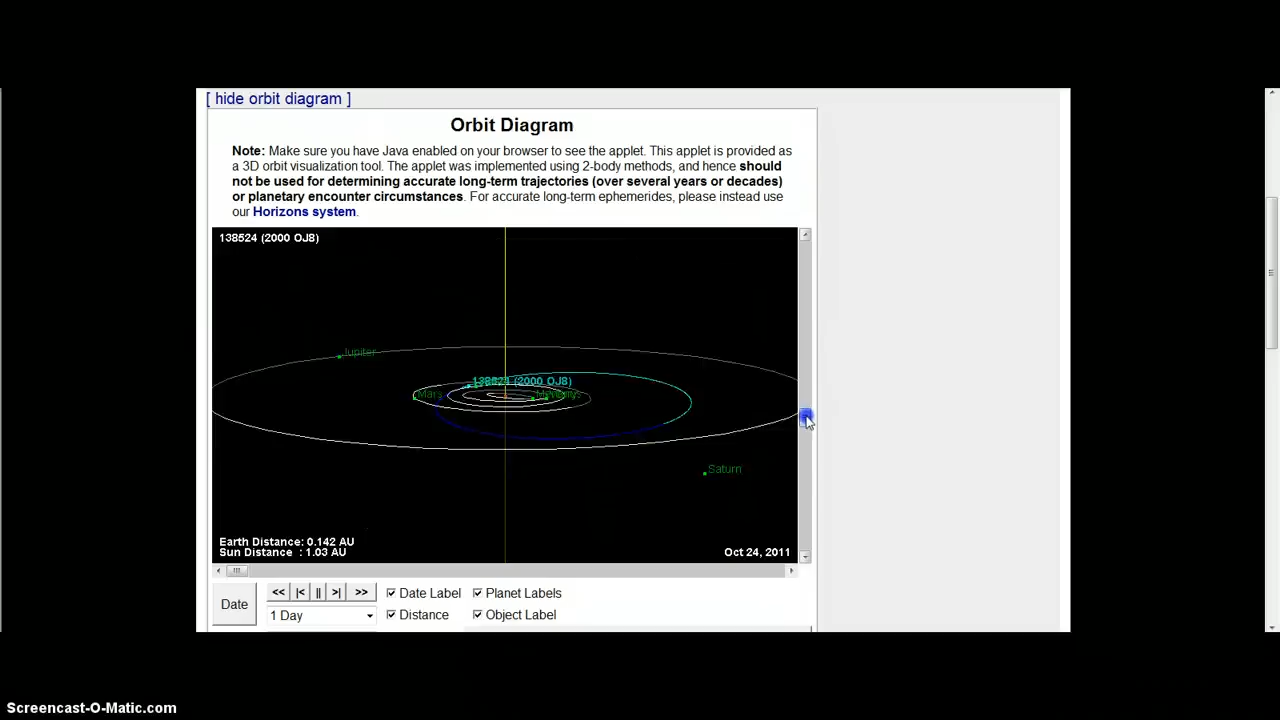 [ hide orbit diagram ]
Orbit Diagram
Note: Make sure you have Java enabled on your browser to see the applet. This applet is provided as
a 3D orbit visualization tool. The applet was implemented using 2-body methods, and hence should
not be used for determining accurate long-term trajectories (over several years or decades)
or planetary encounter circumstances. For accurate long-term ephemerides, please instead use
our Horizons system.
138524 (2000 OJ8)
Jupiter
138524 (2000 OJ8)
Mars
Saturn
Earth Distance: 0.142 AU
Sun Distance : 1.03 AU
Oct 24, 2011
Date
<< |< || >| >>
Date Label
Planet Labels
1 Day
Distance
Object Label
Screencast-O-Matic.com